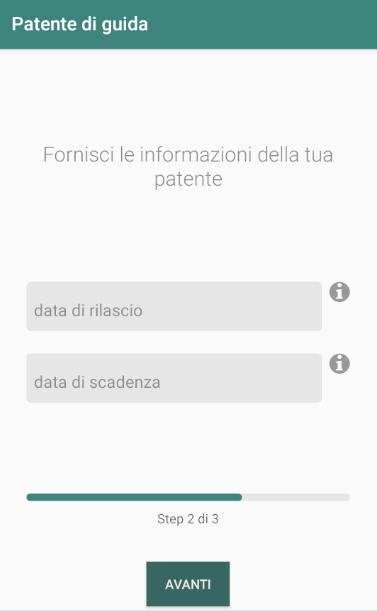 Patente di guida
Fornisci le informazioni della tua
patente
data di rilascio
data di scadenza
Step 2 di 3
AVANTI